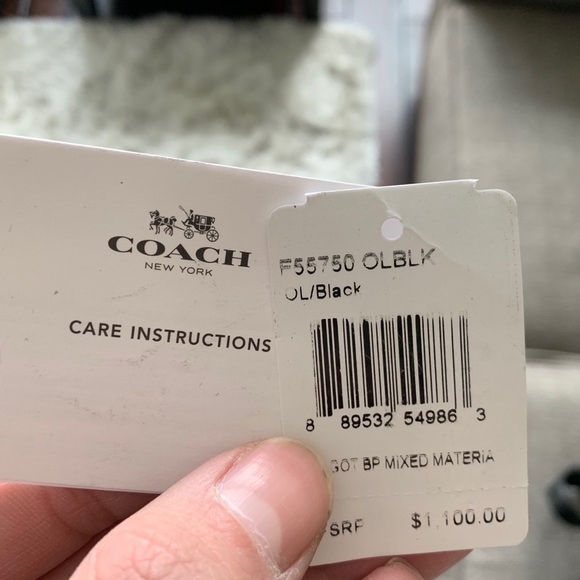 COACH
NEW YORK
CARE INSTRUCTIONS
F55750 OLBLK
OL/Black
8 89532 54986 3
GOT BP MIXED MATERIA
SRF $1,100.00